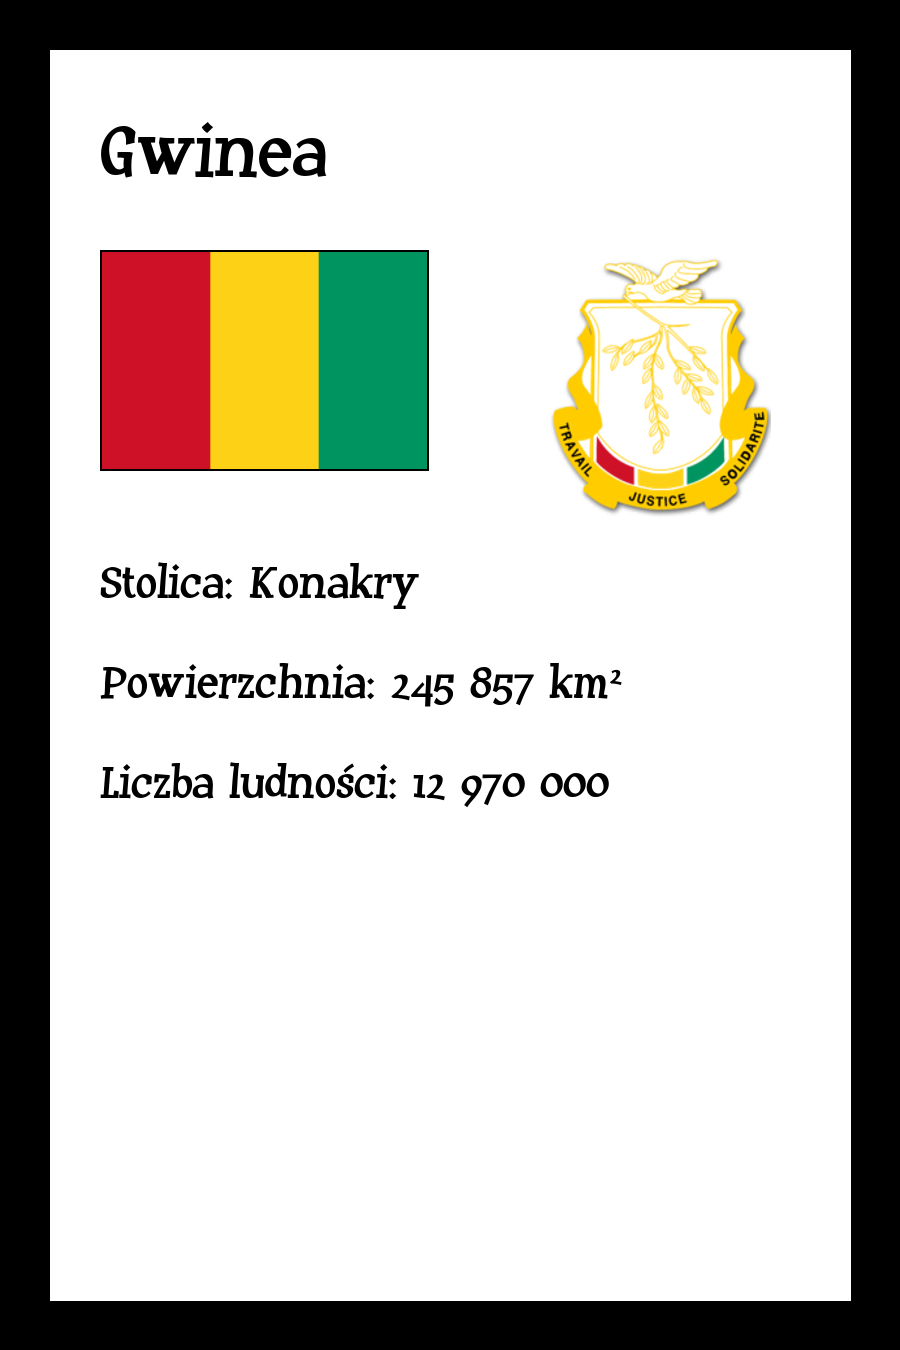 Gwinea
TRAVAIL
JUSTICE
SOLIDARITE
Stolica: Konakry
Powierzchnia: 245 857 km²
Liczba ludności: 12 970 000